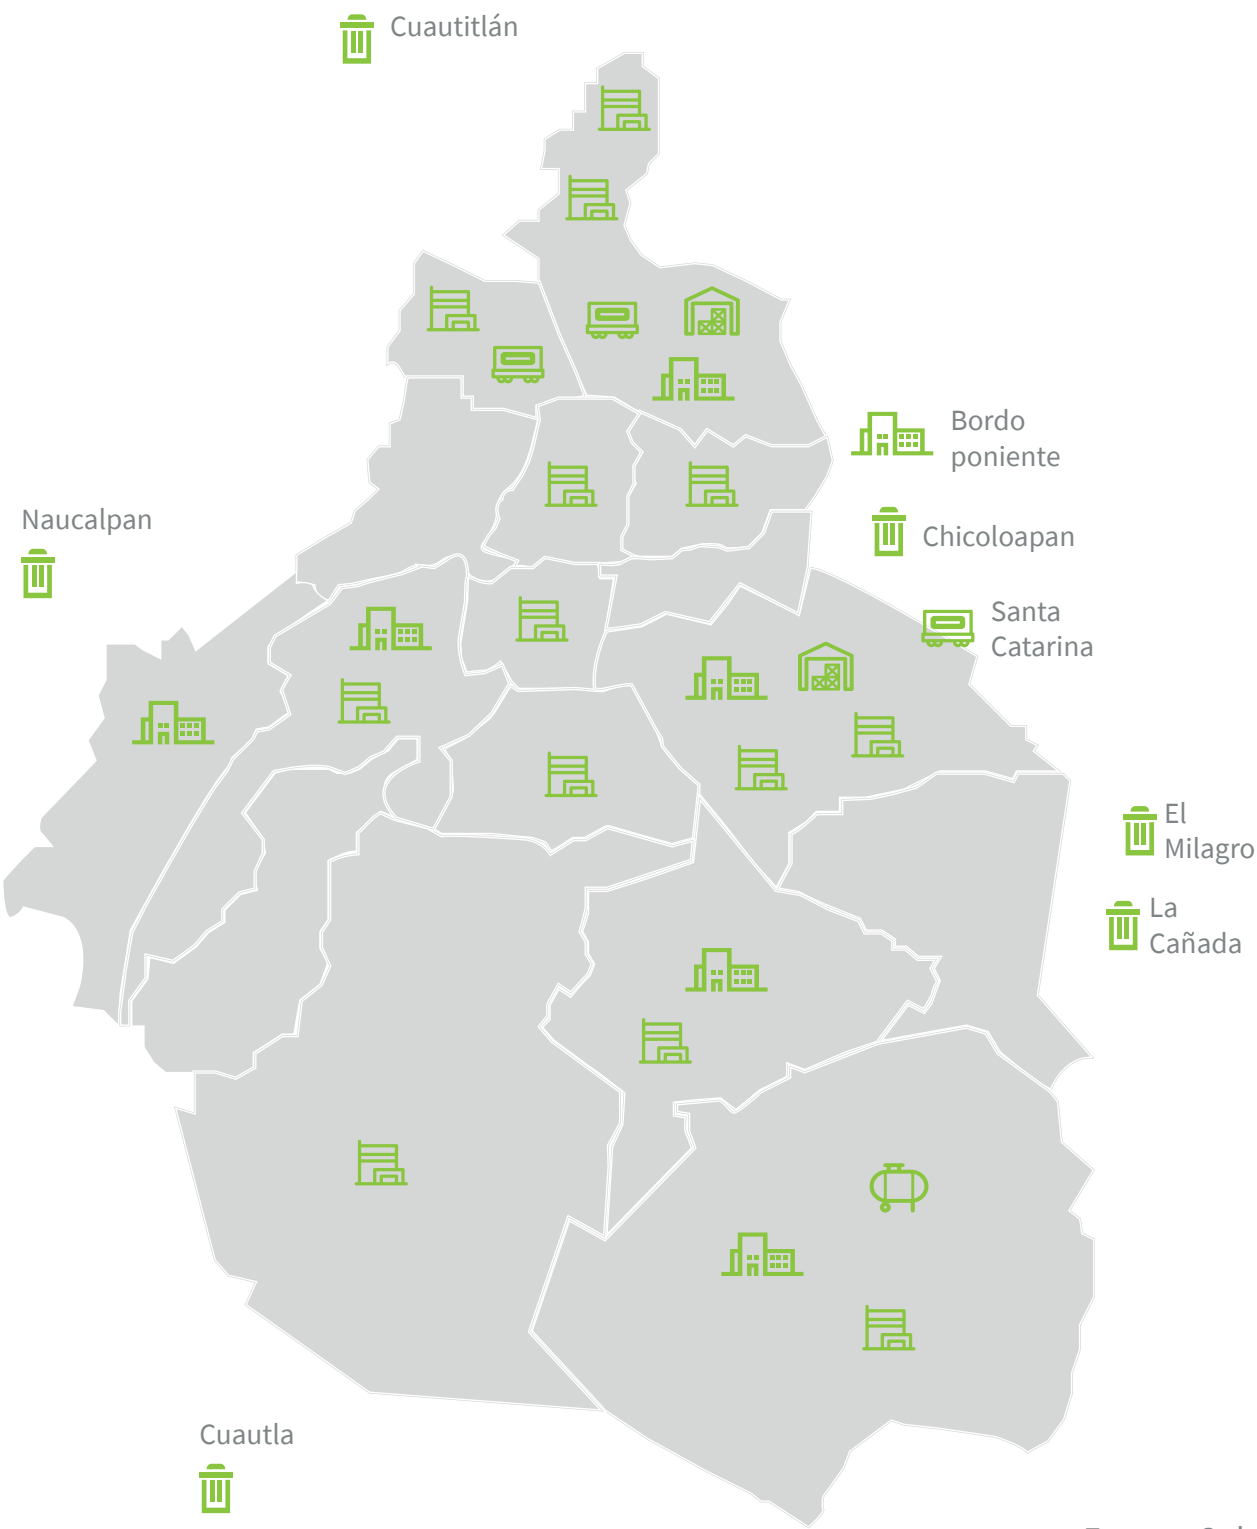 Cuautitlán
Bordo
poniente
Naucalpan
Chicoloapan
Santa
Catarina
El
Milagro
La
Cañada
Cuautla